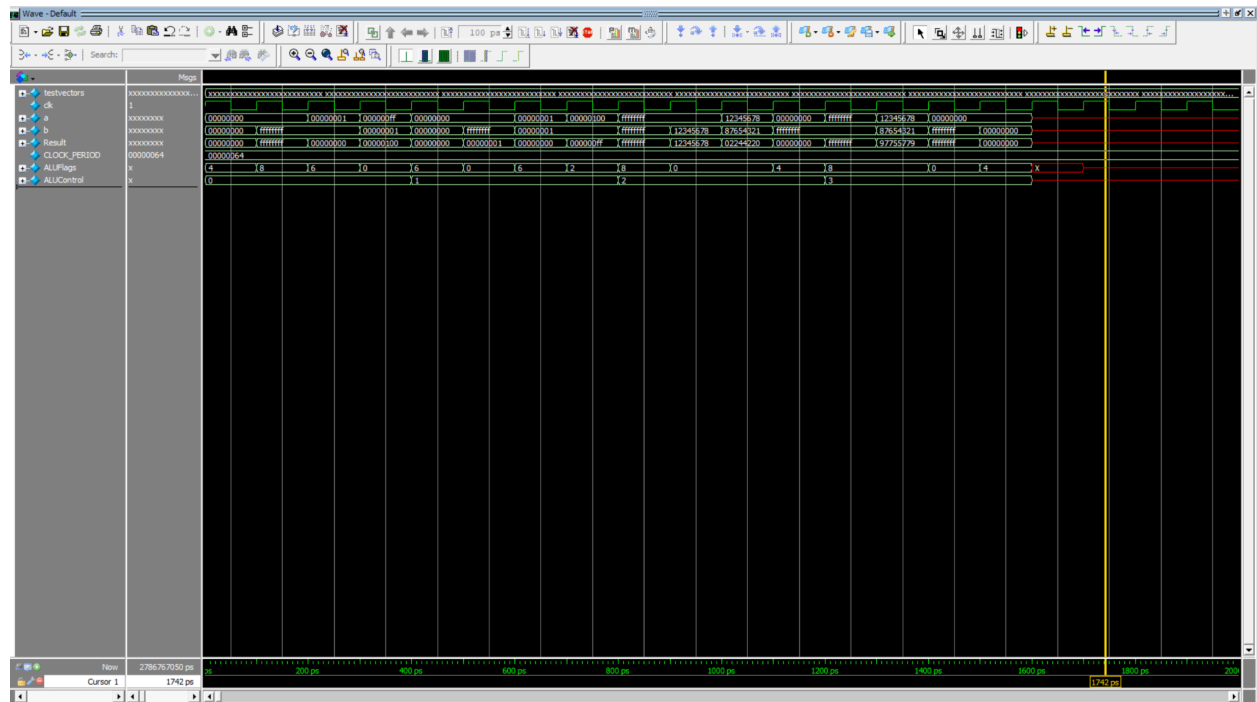 Wave - Default
100 ps
Search:
Msgs
testvectors xxxxxxxxxxxxxx...
clk 1
a xxxxxxxx 00000000 00000001 000000ff 00000000 00000001 00000100 ffffffff 12345678 00000000 ffffffff 12345678 00000000
b xxxxxxxx 00000000 ffffffff 00000001 00000000 ffffffff 00000001 ffffffff 12345678 87654321 ffffffff 87654321 ffffffff 00000000
Result xxxxxxxx 00000000 ffffffff 00000000 00000100 00000000 00000001 00000000 000000ff ffffffff 12345678 02244220 00000000 ffffffff 97755779 ffffffff 00000000
CLOCK_PERIOD 00000064 00000064
ALUFlags x 4 8 6 0 6 0 6 2 8 0 4 8 0 4 X
ALUControl x 0 1 2 3
Now 2786767050 ps ps 200 ps 400 ps 600 ps 800 ps 1000 ps 1200 ps 1400 ps 1600 ps 1800 ps 200
Cursor 1 1742 ps 1742 ps